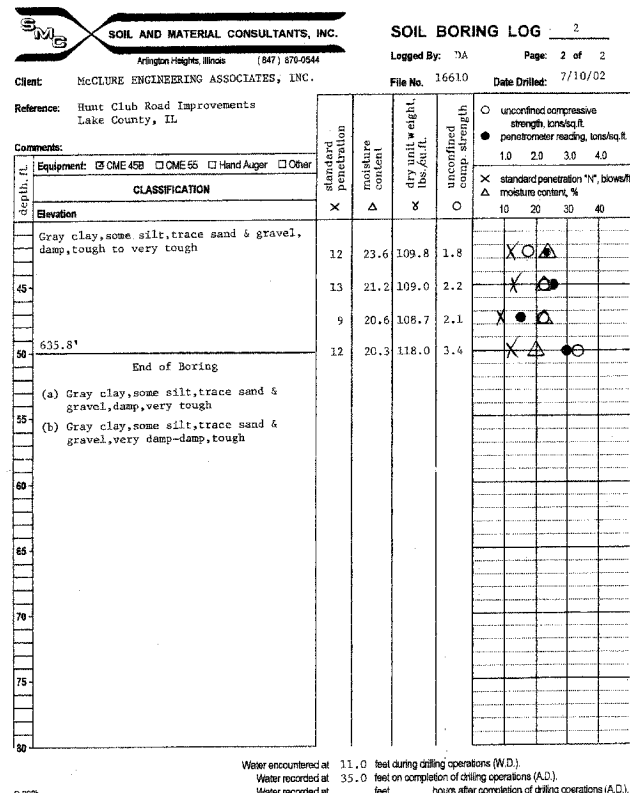 SMC
SOIL AND MATERIAL CONSULTANTS, INC.
Arlington Heights, Illinois (847) 870-0544
SOIL BORING LOG 2
Logged By: DA Page: 2 of 2
Client: McCLURE ENGINEERING ASSOCIATES, INC.
File No. 16610 Date Drilled: 7/10/02
Reference: Hunt Club Road Improvements
Lake County, IL
Comments:
Equipment: ☑ CME 45B ☐ CME 55 ☐ Hand Auger ☐ Other
CLASSIFICATION
Elevation
depth, ft.
standard penetration
X
moisture content
Δ
dry unit weight, lbs./cu.ft.
γ
unconfined comp. strength
O
O unconfined compressive
strength, tons/sq.ft.
● penetrometer reading, tons/sq.ft.
1.0 2.0 3.0 4.0
X standard penetration "N", blows/ft
Δ moisture content, %
10 20 30 40
Gray clay,some silt,trace sand & gravel,
damp,tough to very tough
12 23.6 109.8 1.8
45 13 21.2 109.0 2.2
9 20.6 108.7 2.1
635.8'
50 12 20.3 118.0 3.4
End of Boring
(a) Gray clay,some silt,trace sand &
gravel,damp,very tough
55
(b) Gray clay,some silt,trace sand &
gravel,very damp-damp,tough
60
65
70
75
80
Water encountered at 11.0 feet during drilling operations (W.D.).
Water recorded at 35.0 feet on completion of drilling operations (A.D.).
Water recorded at feet hours after completion of drilling operations (A.D.).